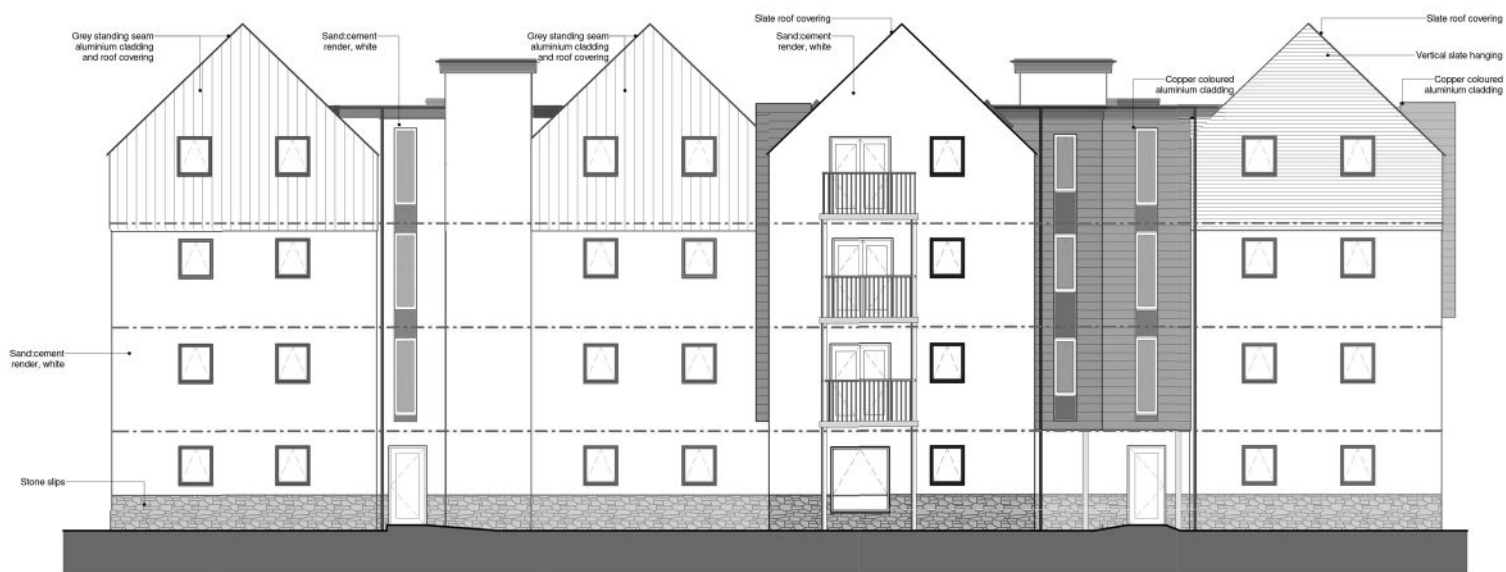 Grey standing seam
aluminium cladding
and roof covering
Sand:cement
render, white
Grey standing seam
aluminium cladding
and roof covering
Slate roof covering
Sand:cement
render, white
Copper coloured
aluminium cladding
Slate roof covering
Vertical slate hanging
Copper coloured
aluminium cladding
Sand:cement
render, white
Stone slips